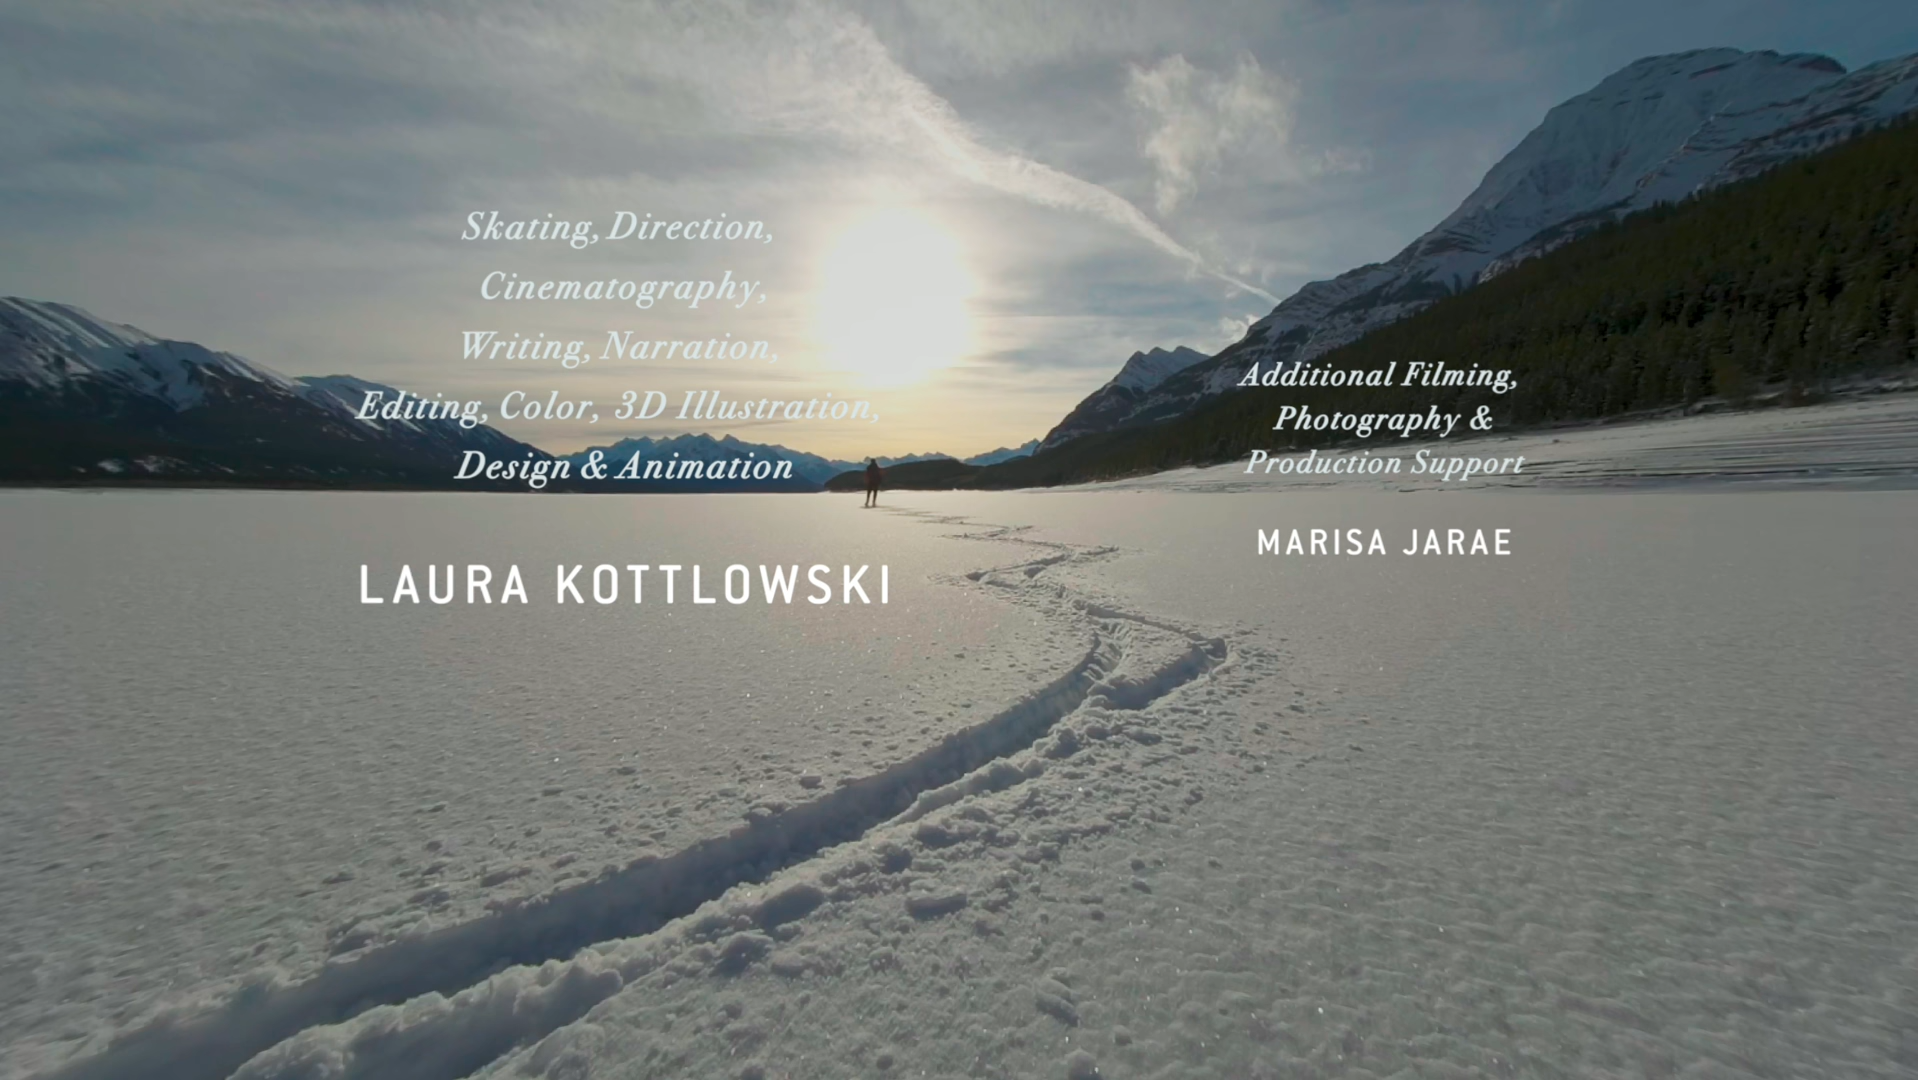 Skating, Direction,
Cinematography,
Writing, Narration,
Editing, Color, 3D Illustration,
Design & Animation
LAURA KOTTLOWSKI
Additional Filming,
Photography &
Production Support
MARISA JARAE